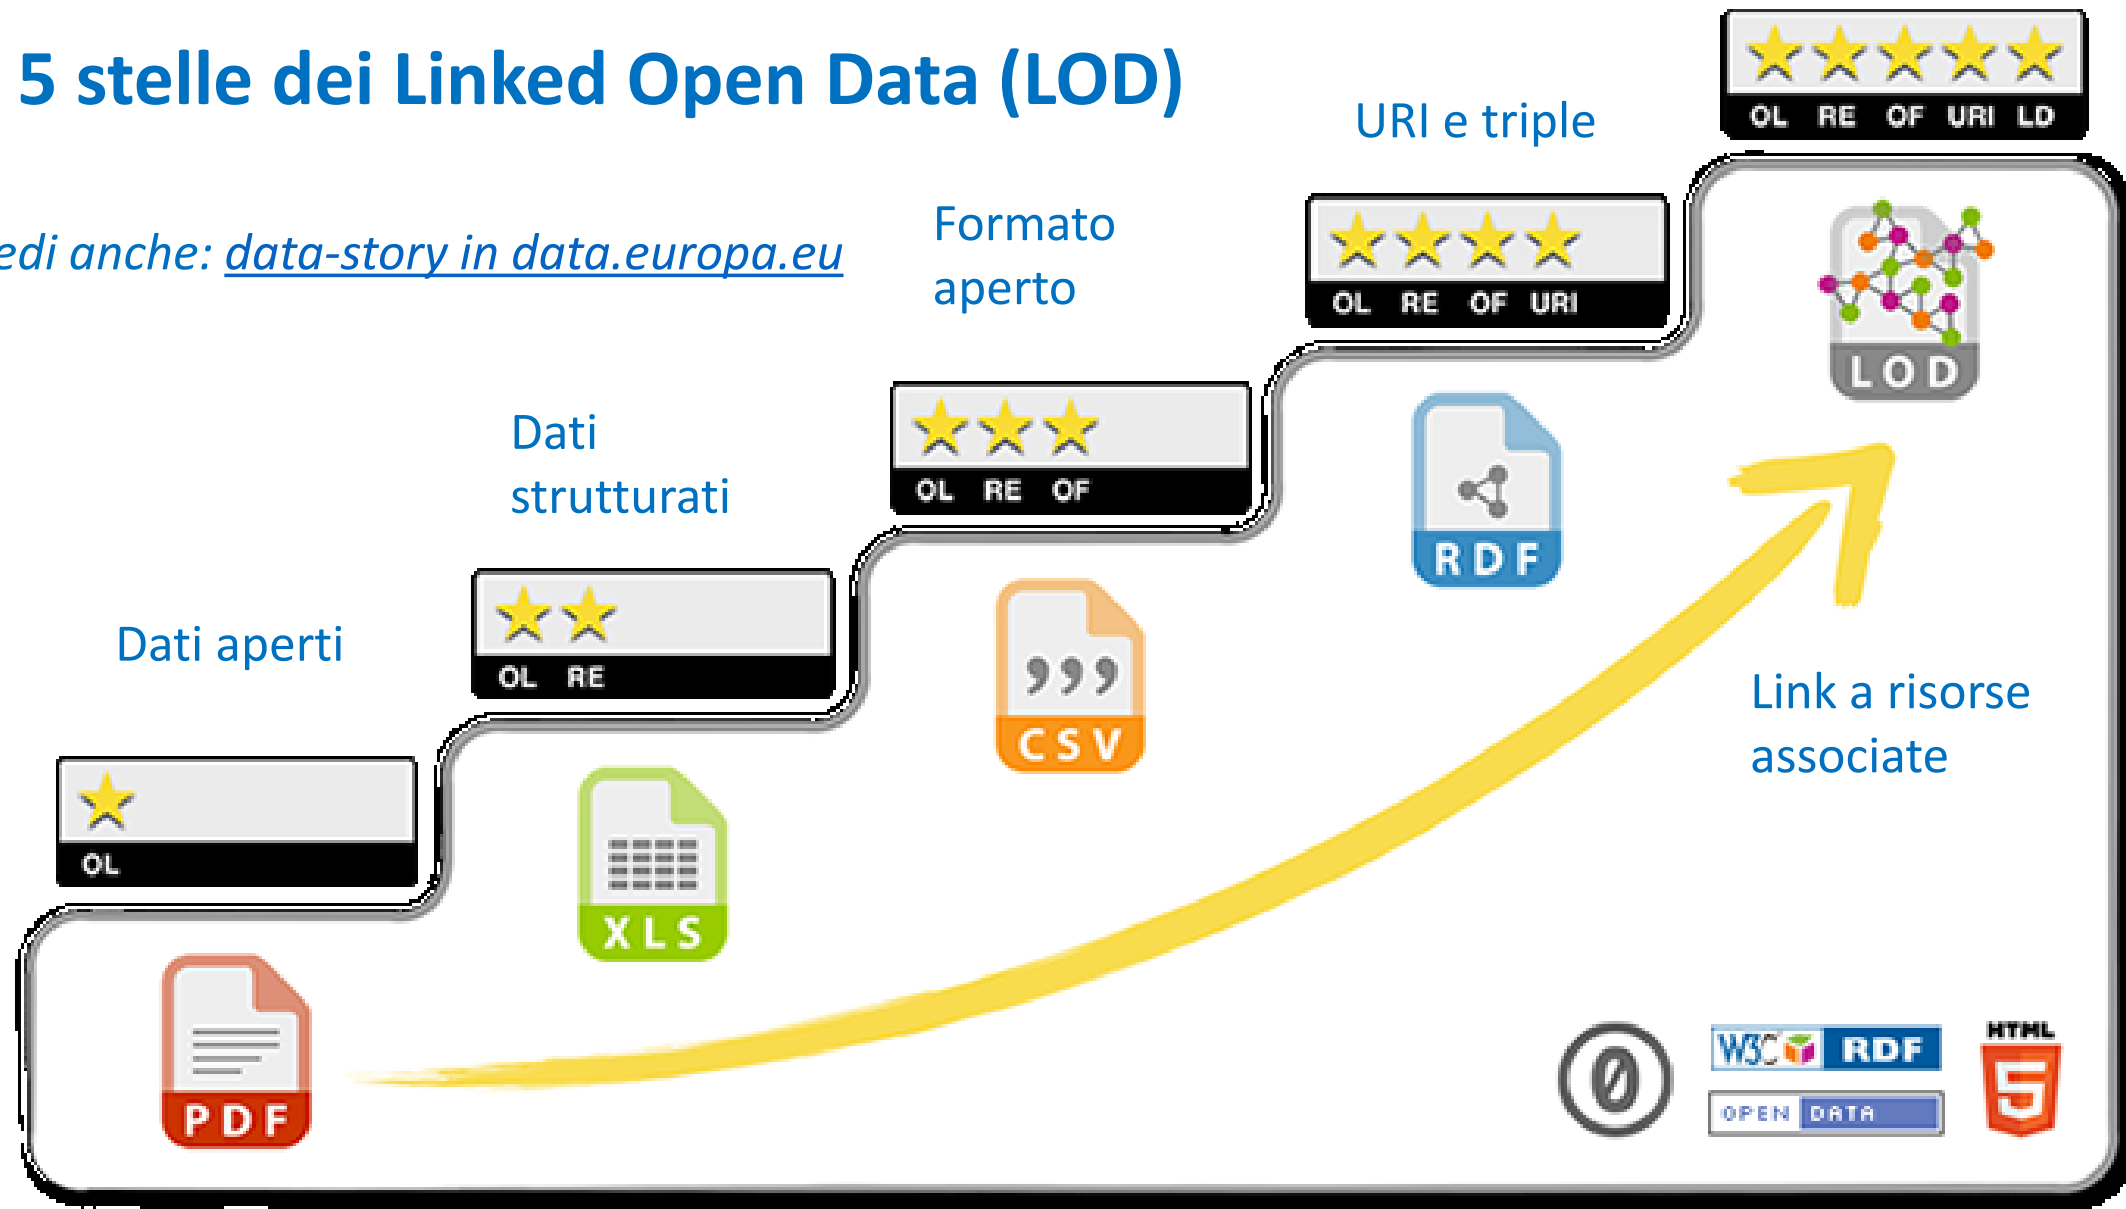 5 stelle dei Linked Open Data (LOD)
edi anche: data-story in data.europa.eu
Dati aperti
OL
PDF
Dati
strutturati
OL RE
XLS
Formato
aperto
OL RE OF
CSV
URI e triple
OL RE OF URI
RDF
OL RE OF URI LD
LOD
Link a risorse
associate
0
W3C RDF
OPEN DATA
HTML
5